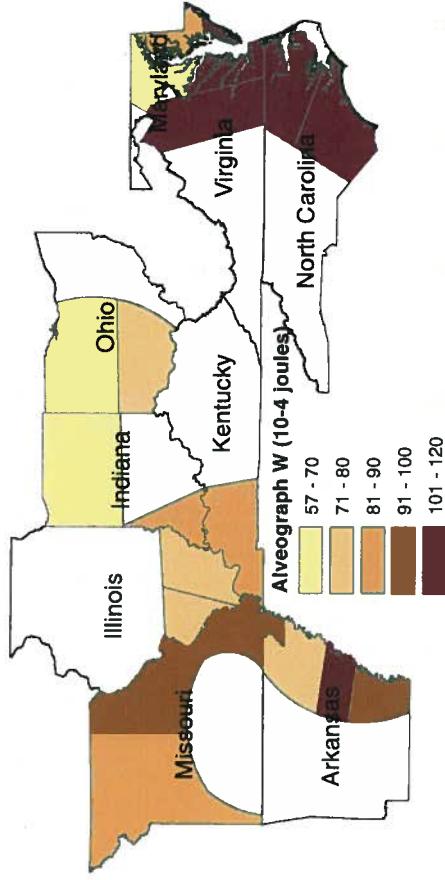 Maryland
Virginia
North Carolina
Ohio
Indiana
Kentucky
Illinois
Missouri
Arkansas
Alveograph W (10-4 joules)
57 - 70
71 - 80
81 - 90
91 - 100
101 - 120